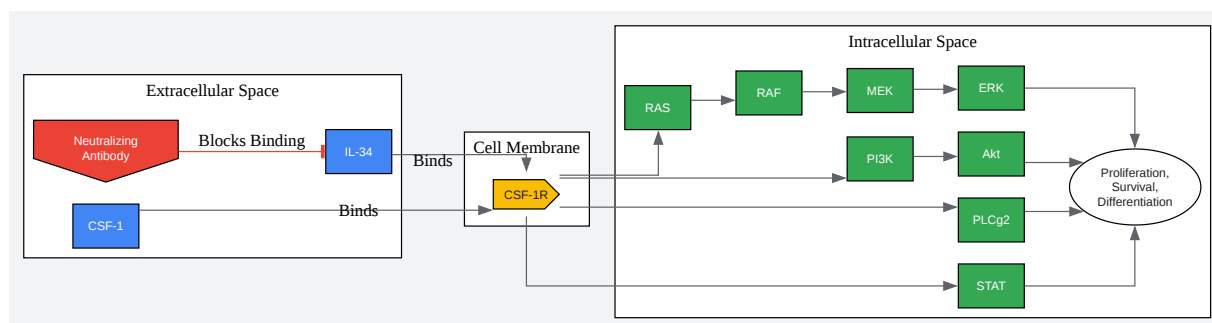 Extracellular Space
Neutralizing
Antibody
Blocks Binding
IL-34
CSF-1
Binds
Binds
Cell Membrane
CSF-1R
Intracellular Space
RAS
RAF
MEK
ERK
PI3K
Akt
PLCg2
STAT
Proliferation,
Survival,
Differentiation